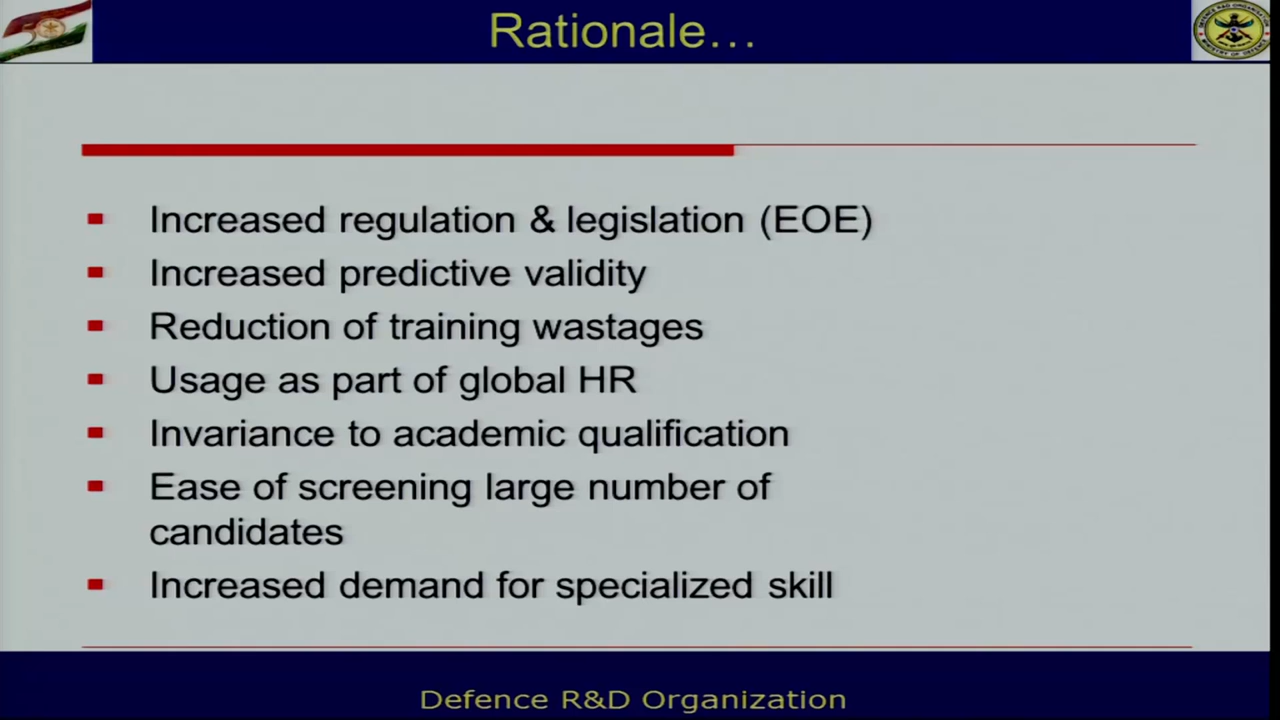 Rationale…
Increased regulation & legislation (EOE)
Increased predictive validity
Reduction of training wastages
Usage as part of global HR
Invariance to academic qualification
Ease of screening large number of
candidates
Increased demand for specialized skill
Defence R&D Organization